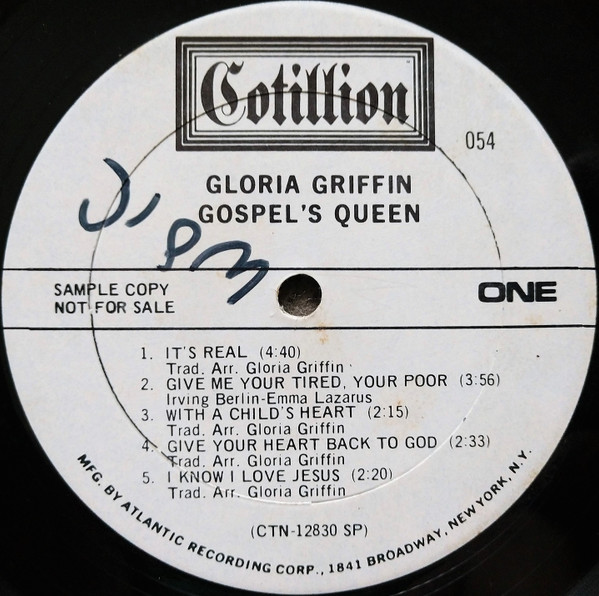 Cotillion
054
GLORIA GRIFFIN
GOSPEL'S QUEEN
SAMPLE COPY
NOT FOR SALE
ONE
1. IT'S REAL (4:40)
Trad. Arr. Gloria Griffin
2. GIVE ME YOUR TIRED, YOUR POOR (3:56)
Irving Berlin-Emma Lazarus
3. WITH A CHILD'S HEART (2:15)
Trad. Arr. Gloria Griffin
4. GIVE YOUR HEART BACK TO GOD (2:33)
Trad. Arr. Gloria Griffin
5. I KNOW I LOVE JESUS (2:20)
Trad. Arr. Gloria Griffin
(CTN-12830 SP)
MFG. BY ATLANTIC RECORDING CORP., 1841 BROADWAY, NEW YORK, N.Y.